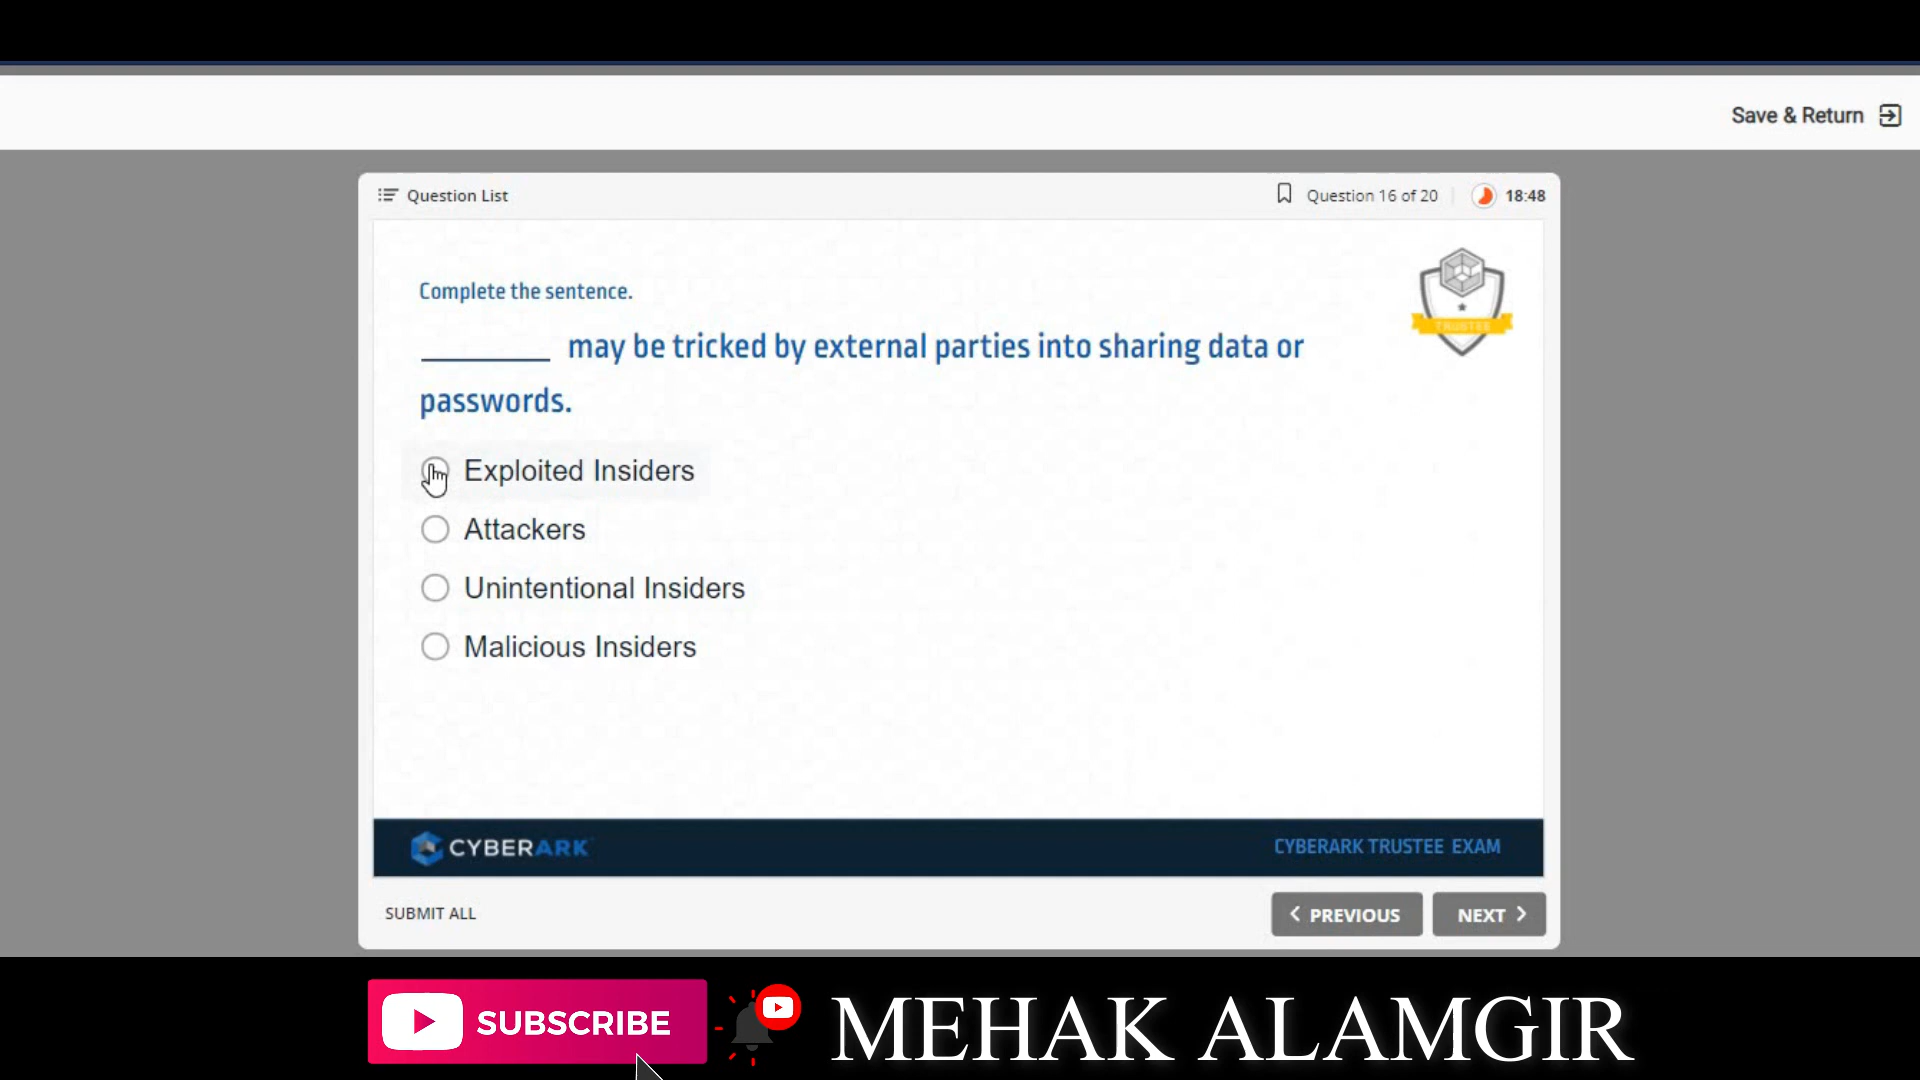 Save & Return
Question List
Question 16 of 20
18:48
Complete the sentence.
________ may be tricked by external parties into sharing data or
passwords.
TRUSTEE
Exploited Insiders
Attackers
Unintentional Insiders
Malicious Insiders
CYBERARK
CYBERARK TRUSTEE EXAM
SUBMIT ALL
PREVIOUS
NEXT
SUBSCRIBE
MEHAK ALAMGIR